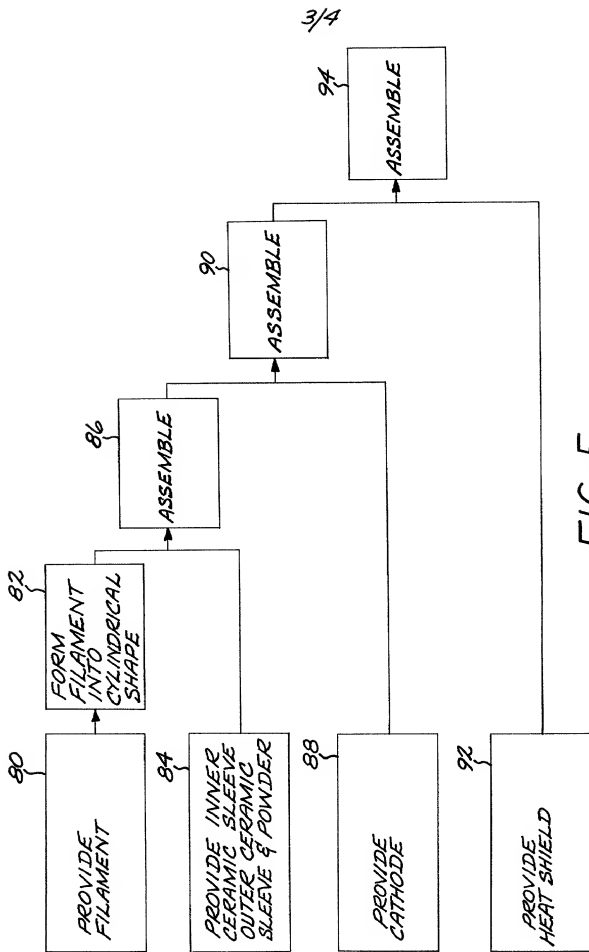 3/4
80
PROVIDE
FILAMENT
82
FORM
FILAMENT
INTO
CYLINDRICAL
SHAPE
84
PROVIDE INNER
CERAMIC SLEEVE
OUTER CERAMIC
SLEEVE & POWDER
86
ASSEMBLE
88
PROVIDE
CATHODE
90
ASSEMBLE
92
PROVIDE
HEAT SHIELD
94
ASSEMBLE
FIG. 5